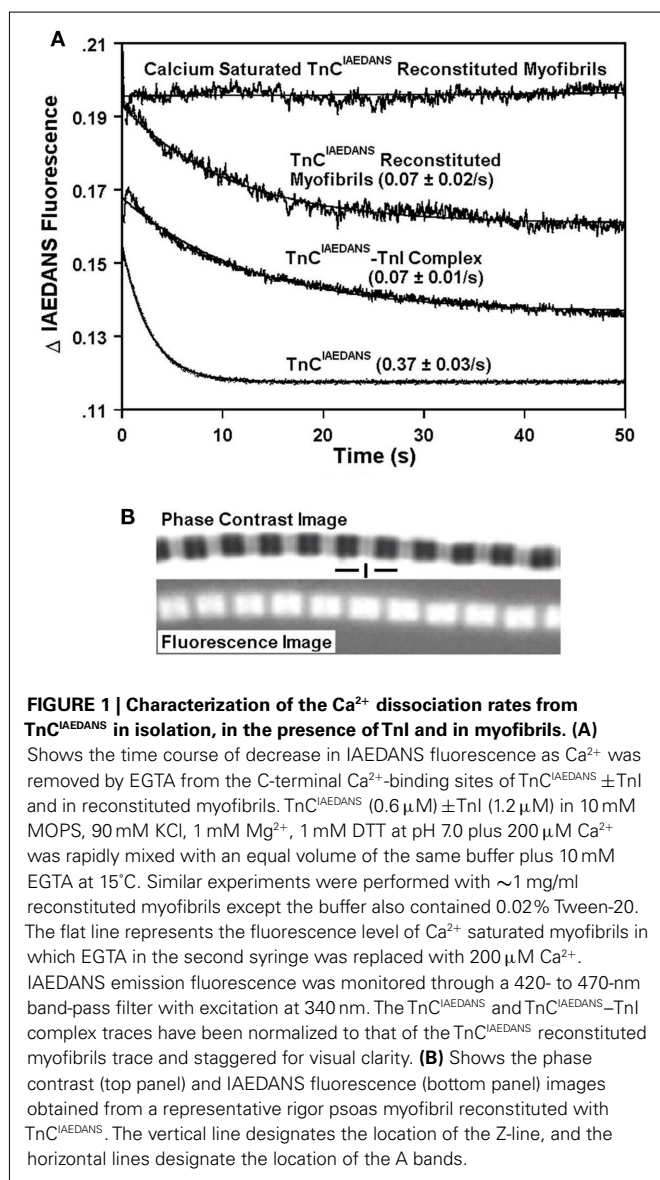 A
.21
Calcium Saturated TnC^IAEDANS Reconstituted Myofibrils
0.19
TnC^IAEDANS Reconstituted
Myofibrils (0.07 ± 0.02/s)
0.17
TnC^IAEDANS-TnI Complex
(0.07 ± 0.01/s)
0.15
0.13
TnC^IAEDANS (0.37 ± 0.03/s)
.11
Δ IAEDANS Fluorescence
0 10 20 30 40 50
Time (s)
B
Phase Contrast Image
Fluorescence Image
FIGURE 1 | Characterization of the Ca²⁺ dissociation rates from
TnC^IAEDANS in isolation, in the presence of TnI and in myofibrils. (A)
Shows the time course of decrease in IAEDANS fluorescence as Ca²⁺ was
removed by EGTA from the C-terminal Ca²⁺-binding sites of TnC^IAEDANS ±TnI
and in reconstituted myofibrils. TnC^IAEDANS (0.6 μM) ±TnI (1.2 μM) in 10 mM
MOPS, 90 mM KCl, 1 mM Mg²⁺, 1 mM DTT at pH 7.0 plus 200 μM Ca²⁺
was rapidly mixed with an equal volume of the same buffer plus 10 mM
EGTA at 15°C. Similar experiments were performed with ~1 mg/ml
reconstituted myofibrils except the buffer also contained 0.02% Tween-20.
The flat line represents the fluorescence level of Ca²⁺ saturated myofibrils in
which EGTA in the second syringe was replaced with 200 μM Ca²⁺.
IAEDANS emission fluorescence was monitored through a 420- to 470-nm
band-pass filter with excitation at 340 nm. The TnC^IAEDANS and TnC^IAEDANS–TnI
complex traces have been normalized to that of the TnC^IAEDANS reconstituted
myofibrils trace and staggered for visual clarity. (B) Shows the phase
contrast (top panel) and IAEDANS fluorescence (bottom panel) images
obtained from a representative rigor psoas myofibril reconstituted with
TnC^IAEDANS. The vertical line designates the location of the Z-line, and the
horizontal lines designate the location of the A bands.